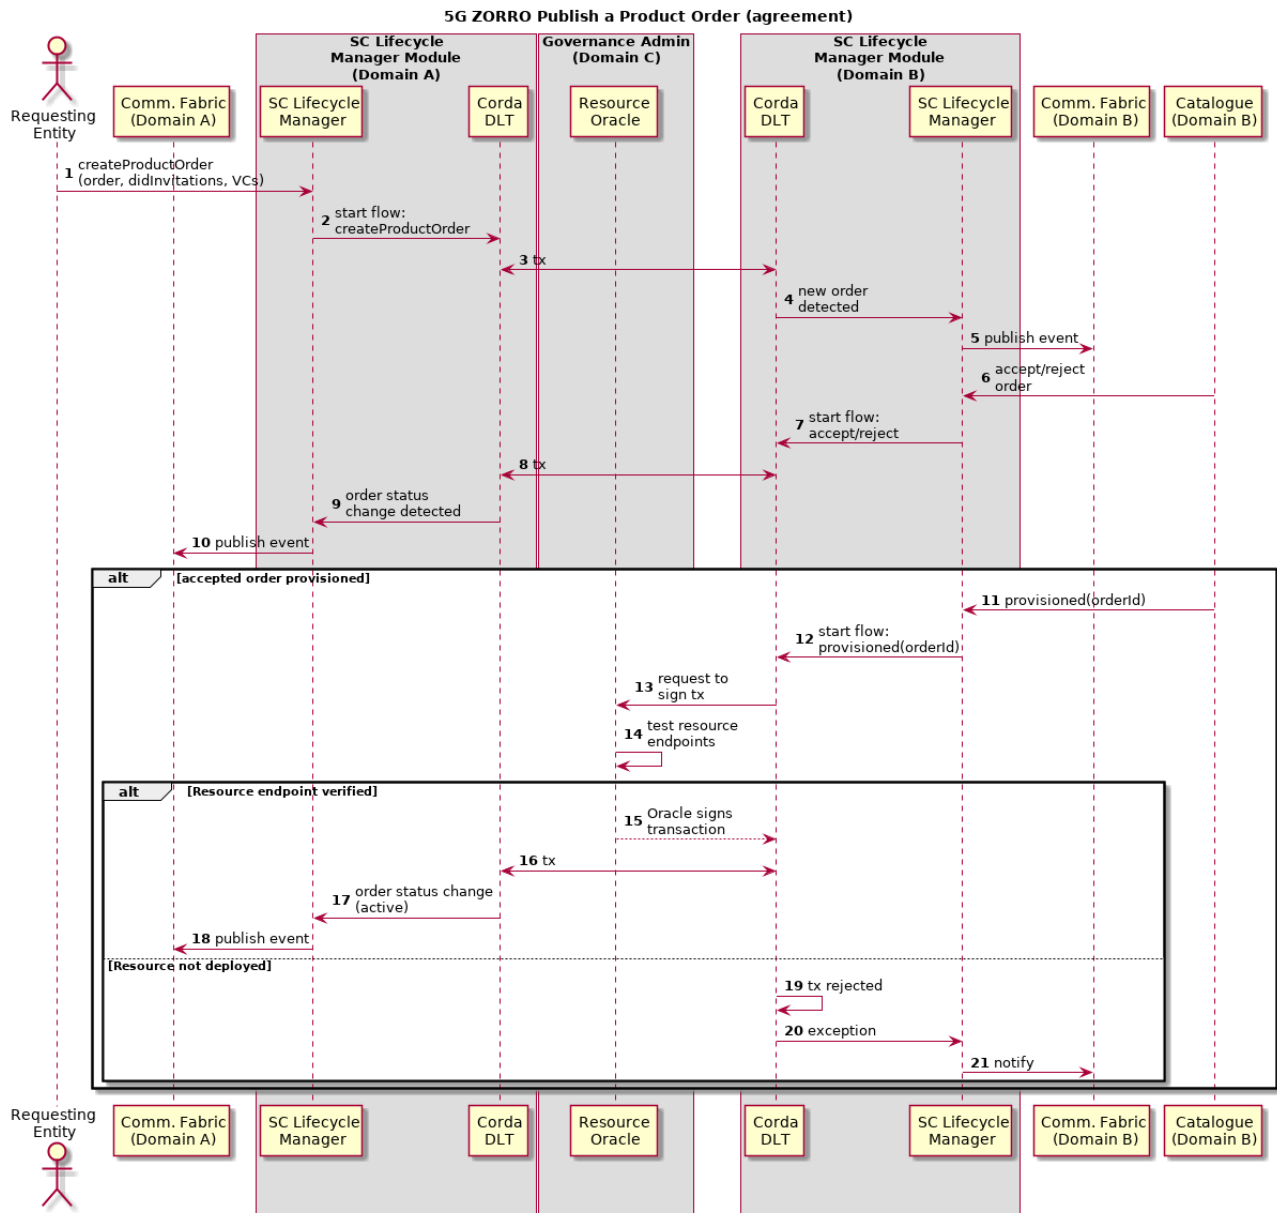 5G ZORRO Publish a Product Order (agreement)
SC Lifecycle
Manager Module
(Domain A)
Governance Admin
(Domain C)
SC Lifecycle
Manager Module
(Domain B)
Requesting
Entity
Comm. Fabric
(Domain A)
SC Lifecycle
Manager
Corda
DLT
Resource
Oracle
Corda
DLT
SC Lifecycle
Manager
Comm. Fabric
(Domain B)
Catalogue
(Domain B)
1 createProductOrder
(order, didInvitations, VCs)
2 start flow:
createProductOrder
3 tx
4 new order
detected
5 publish event
6 accept/reject
order
7 start flow:
accept/reject
8 tx
9 order status
change detected
10 publish event
alt [accepted order provisioned]
11 provisioned(orderId)
12 start flow:
provisioned(orderId)
13 request to
sign tx
14 test resource
endpoints
alt [Resource endpoint verified]
15 Oracle signs
transaction
16 tx
17 order status change
(active)
18 publish event
[Resource not deployed]
19 tx rejected
20 exception
21 notify
Requesting
Entity
Comm. Fabric
(Domain A)
SC Lifecycle
Manager
Corda
DLT
Resource
Oracle
Corda
DLT
SC Lifecycle
Manager
Comm. Fabric
(Domain B)
Catalogue
(Domain B)